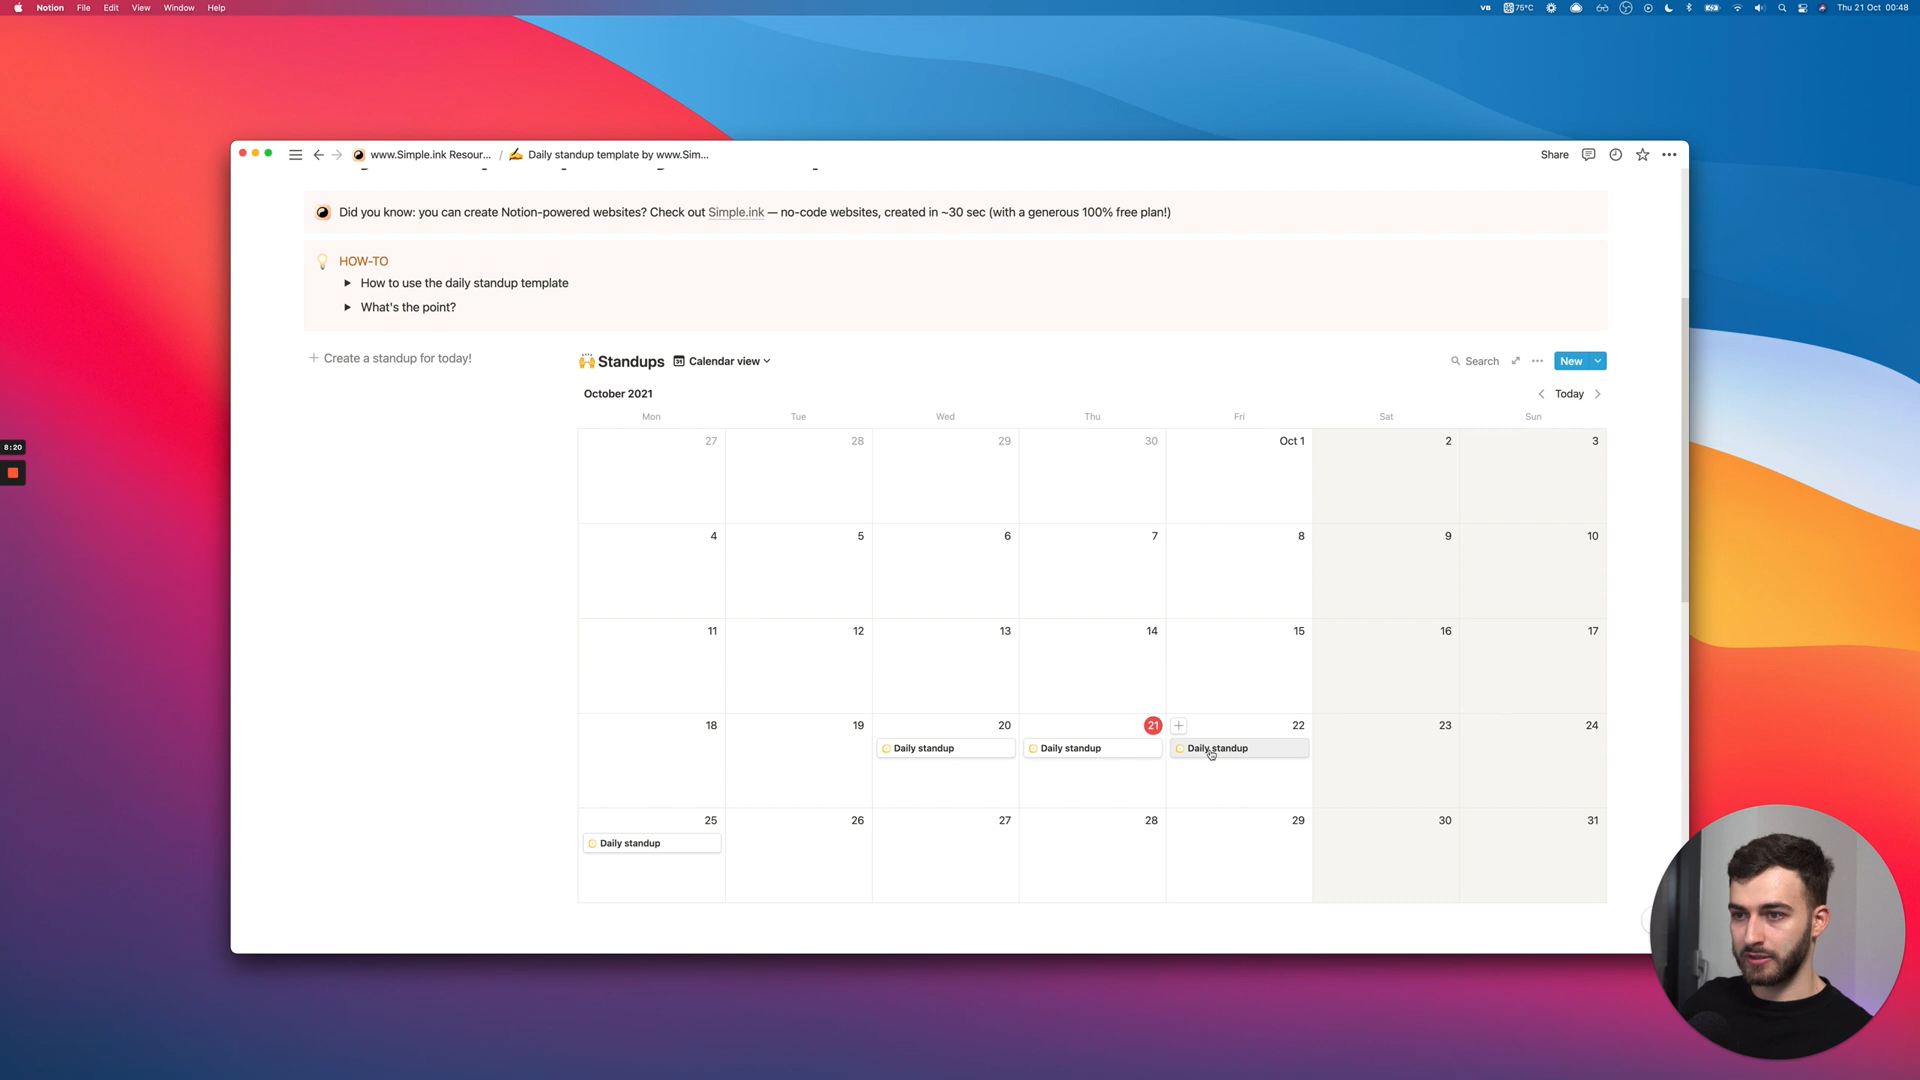 Notion File Edit View Window Help
VB 75°C Thu 21 Oct 00:48
www.Simple.ink Resour... / Daily standup template by www.Sim...
Share
Did you know: you can create Notion-powered websites? Check out Simple.ink — no-code websites, created in ~30 sec (with a generous 100% free plan!)
HOW-TO
How to use the daily standup template
What's the point?
Create a standup for today!
Standups Calendar view
Search New
October 2021
Today
Mon Tue Wed Thu Fri Sat Sun
8:20
27 28 29 30 Oct 1 2 3
4 5 6 7 8 9 10
11 12 13 14 15 16 17
18 19 20 21 22 23 24
Daily standup Daily standup Daily standup
25 26 27 28 29 30 31
Daily standup